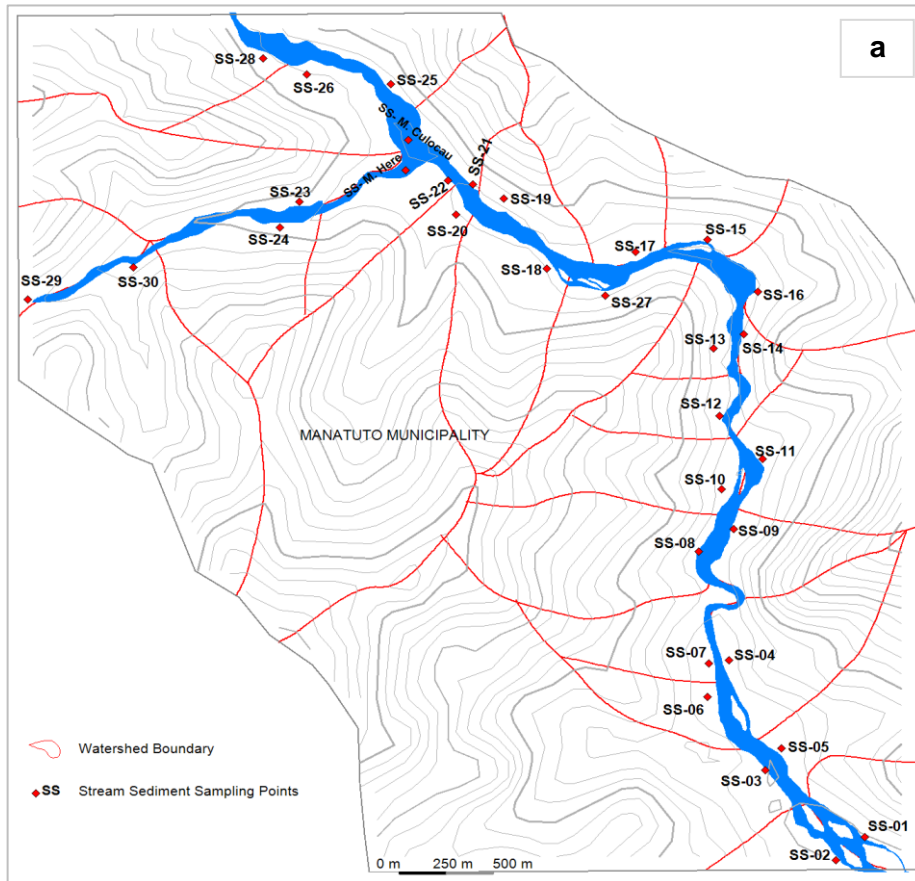 a
SS-28
SS-26
SS-25
SS- M. Culocau
SS-21
SS- M. Here
SS-22
SS-23
SS-19
SS-20
SS-24
SS-15
SS-17
SS-18
SS-29
SS-30
SS-16
SS-27
SS-13
SS-14
SS-12
MANATUTO MUNICIPALITY
SS-11
SS-10
SS-09
SS-08
SS-07
SS-04
SS-06
Watershed Boundary
SS-05
SS-03
SS Stream Sediment Sampling Points
SS-01
SS-02
0 m 250 m 500 m